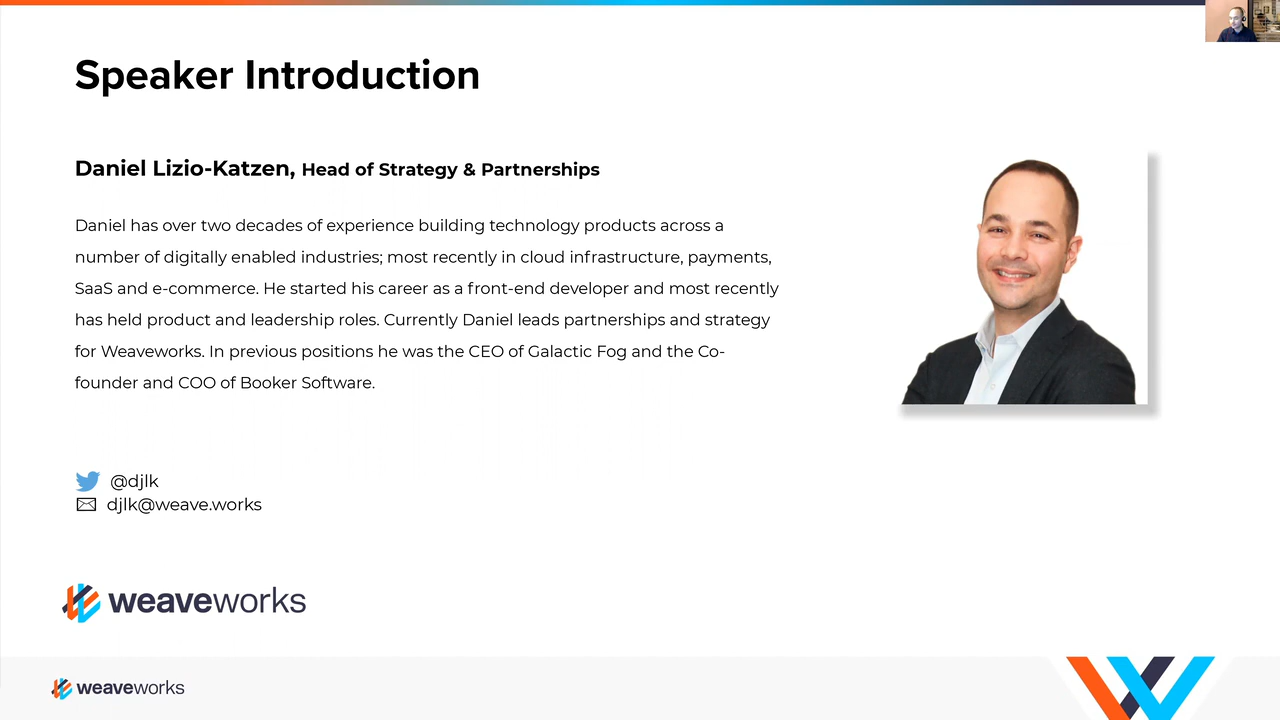 Speaker Introduction
Daniel Lizio-Katzen, Head of Strategy & Partnerships
Daniel has over two decades of experience building technology products across a
number of digitally enabled industries; most recently in cloud infrastructure, payments,
SaaS and e-commerce. He started his career as a front-end developer and most recently
has held product and leadership roles. Currently Daniel leads partnerships and strategy
for Weaveworks. In previous positions he was the CEO of Galactic Fog and the Co-
founder and COO of Booker Software.
@djlk
djlk@weave.works
weaveworks
weaveworks